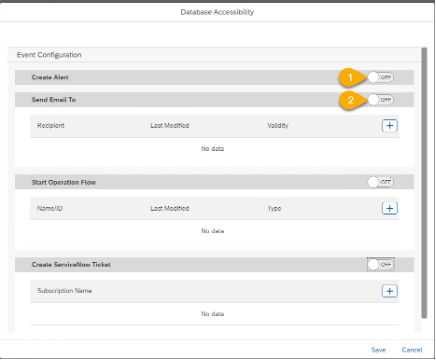 Database Accessibility
Event Configuration
Create Alert 1 OFF
Send Email To 2 OFF
Recipient Last Modified Validity +
No data
Start Operation Flow OFF
Name/ID Last Modified Type +
No data
Create ServiceNow Ticket OFF
Subscription Name +
No data
Save Cancel